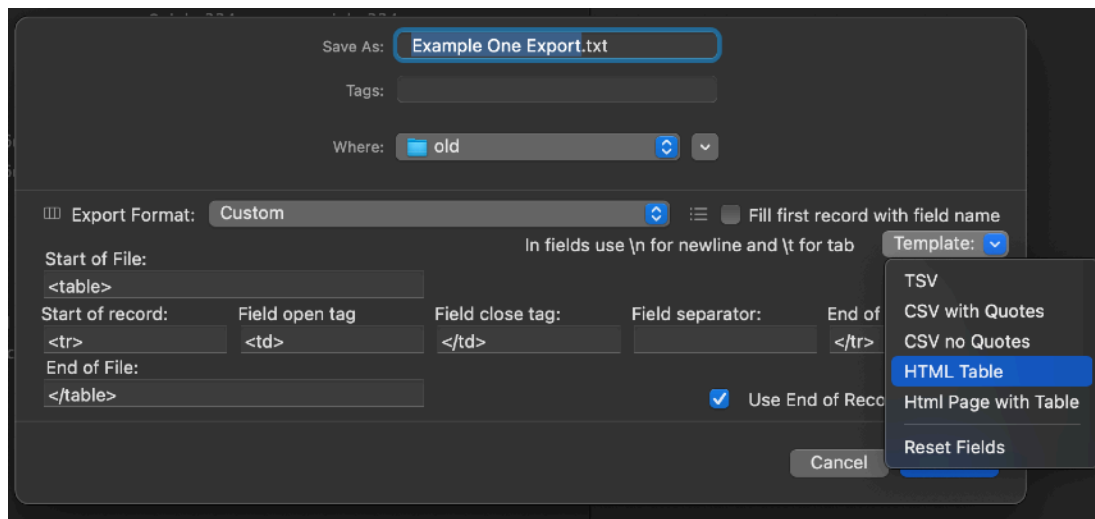 Save As: Example One Export.txt
Tags:
Where: old
Export Format: Custom Fill first record with field name
In fields use \n for newline and \t for tab Template:
Start of File:
<table>
Start of record: Field open tag Field close tag: Field separator: End of
<tr> <td> </td> </tr>
End of File:
</table>
Use End of Reco
TSV
CSV with Quotes
CSV no Quotes
HTML Table
Html Page with Table
Reset Fields
Cancel